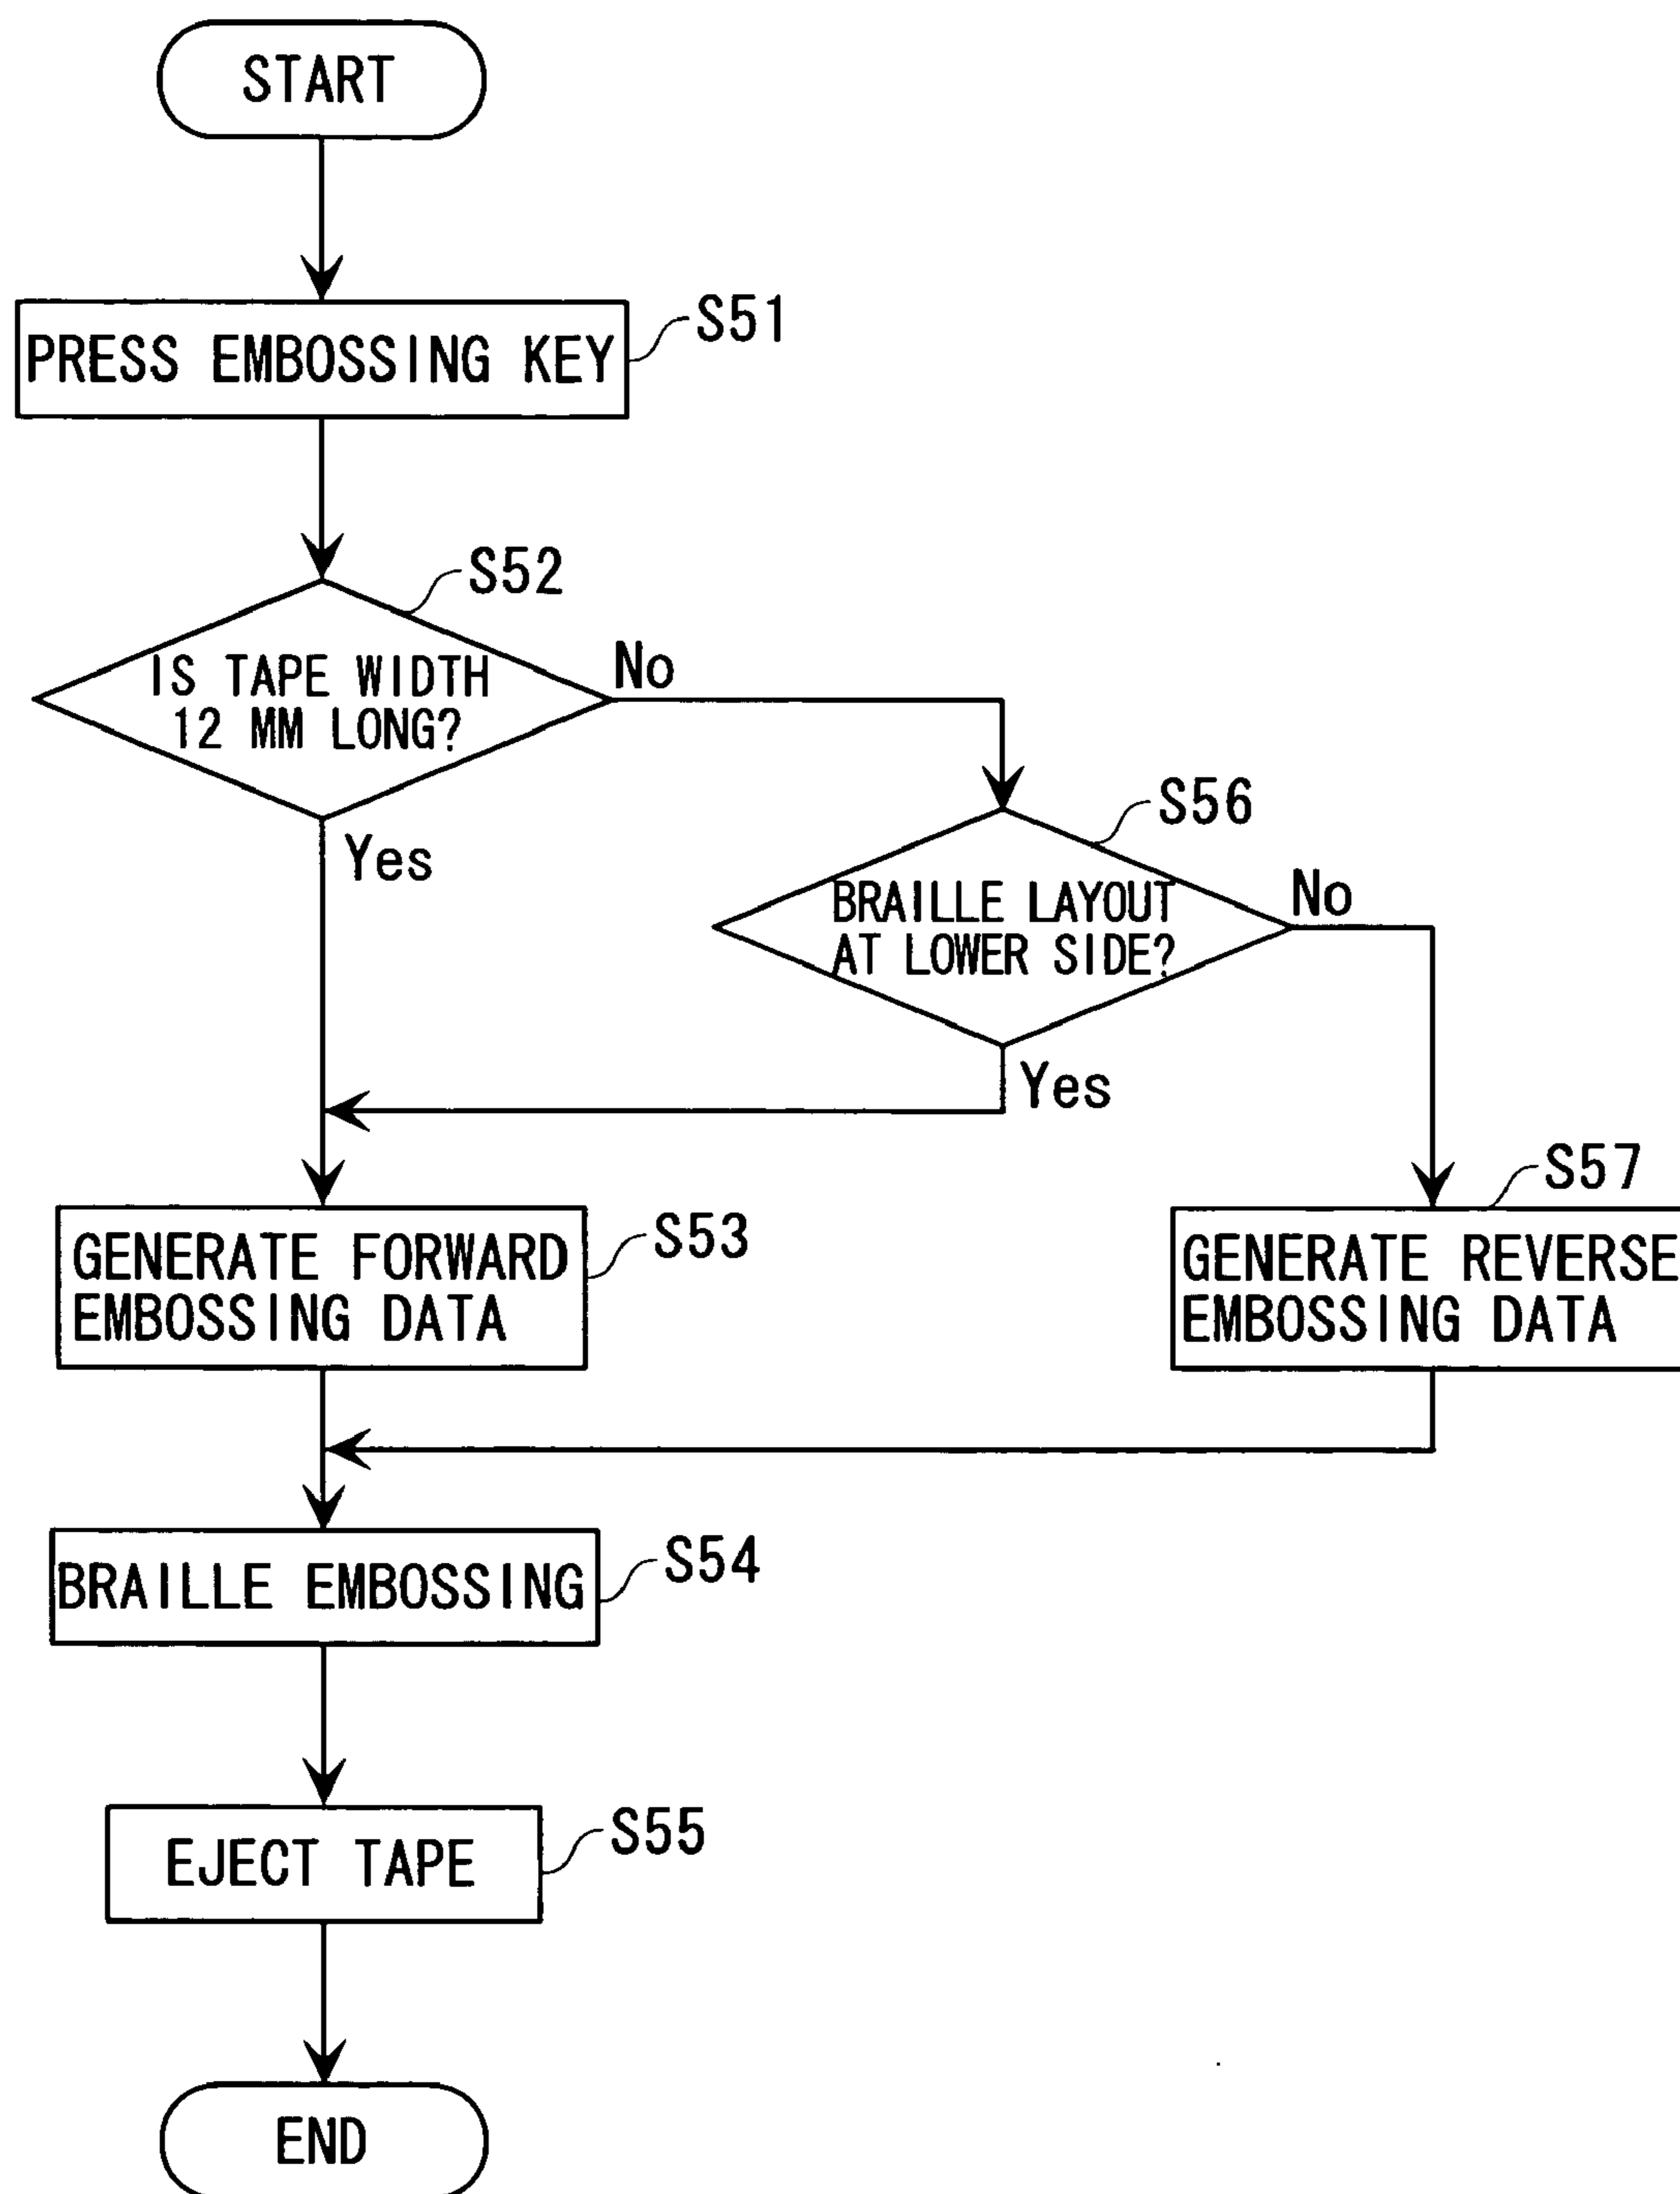 START
PRESS EMBOSSING KEY
S51
S52
IS TAPE WIDTH
12 MM LONG?
No
Yes
S56
BRAILLE LAYOUT
AT LOWER SIDE?
No
Yes
S53
GENERATE FORWARD
EMBOSSING DATA
S57
GENERATE REVERSE
EMBOSSING DATA
BRAILLE EMBOSSING
S54
EJECT TAPE
S55
END